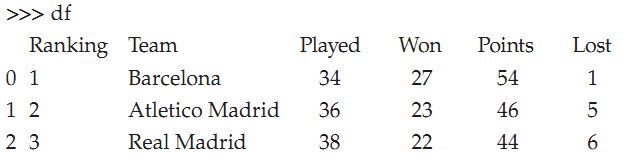 >>> df
Ranking Team Played Won Points Lost
0 1 Barcelona 34 27 54 1
1 2 Atletico Madrid 36 23 46 5
2 3 Real Madrid 38 22 44 6